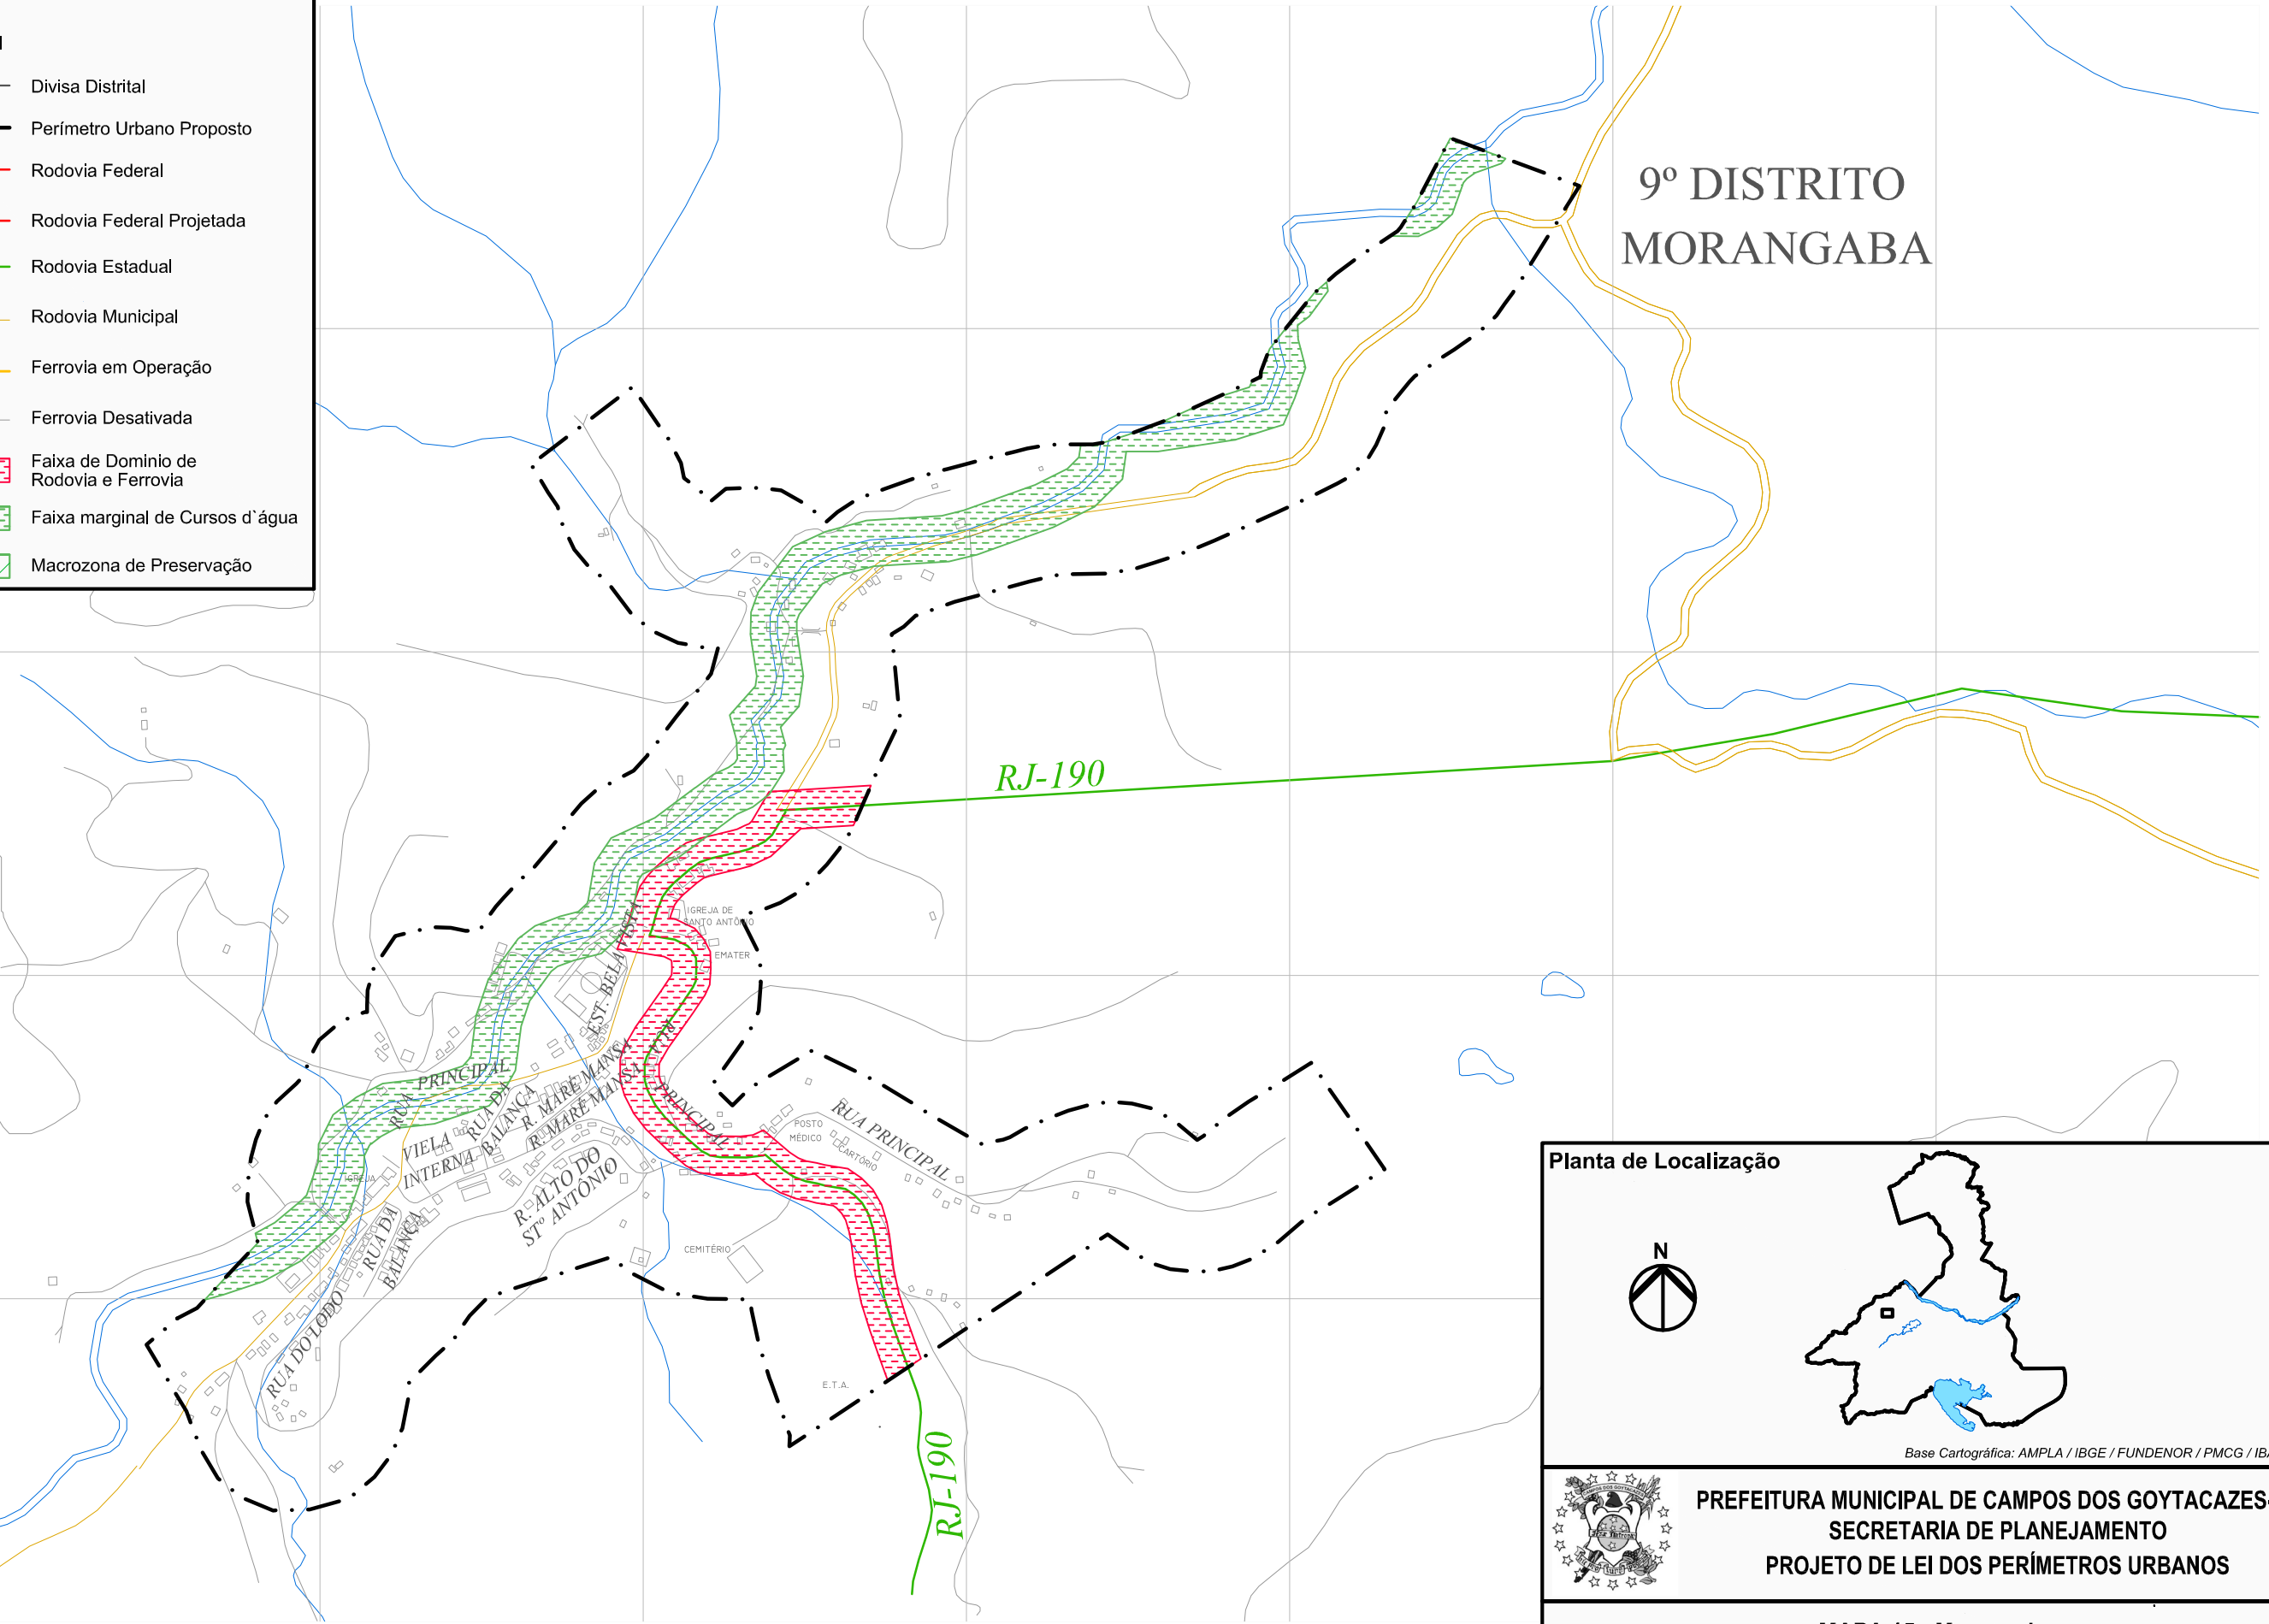 Divisa Distrital
Perímetro Urbano Proposto
Rodovia Federal
Rodovia Federal Projetada
Rodovia Estadual
Rodovia Municipal
Ferrovia em Operação
Ferrovia Desativada
Faixa de Dominio de
Rodovia e Ferrovia
Faixa marginal de Cursos d`água
Macrozona de Preservação
9º DISTRITO
MORANGABA
RJ-190
IGREJA DE
SANTO ANTÔNIO
EMATER
EST. BELA VISTA
RUA
PRINCIPAL
RUA
PRINCIPAL
VIELA
INTERNA
RUA DA
BALANÇA
R. MARÉ MANSA
R. MARÉ MANSA
R. ALTO DO
STº ANTÔNIO
POSTO
MÉDICO
CARTÓRIO
RUA PRINCIPAL
IGREJA
RUA DA
BALANÇA
RUA DO LODO
CEMITÉRIO
E.T.A.
RJ-190
Planta de Localização
N
Base Cartográfica: AMPLA / IBGE / FUNDENOR / PMCG /
PREFEITURA MUNICIPAL DE CAMPOS DOS GOYTACAZES-
SECRETARIA DE PLANEJAMENTO
PROJETO DE LEI DOS PERÍMETROS URBANOS